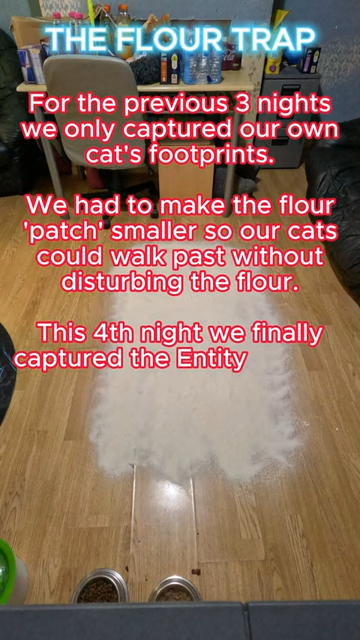 THE FLOUR TRAP
For the previous 3 nights
we only captured our own
cat's footprints.
We had to make the flour
'patch' smaller so our cats
could walk past without
disturbing the flour.
This 4th night we finally
captured the Entity